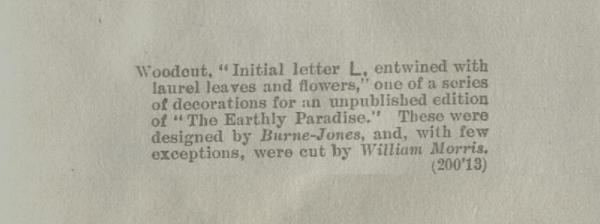 Woodcut, "Initial letter L, entwined with
laurel leaves and flowers," one of a series
of decorations for an unpublished edition
of "The Earthly Paradise." These were
designed by Burne-Jones, and, with few
exceptions, were cut by William Morris.
(200'13)